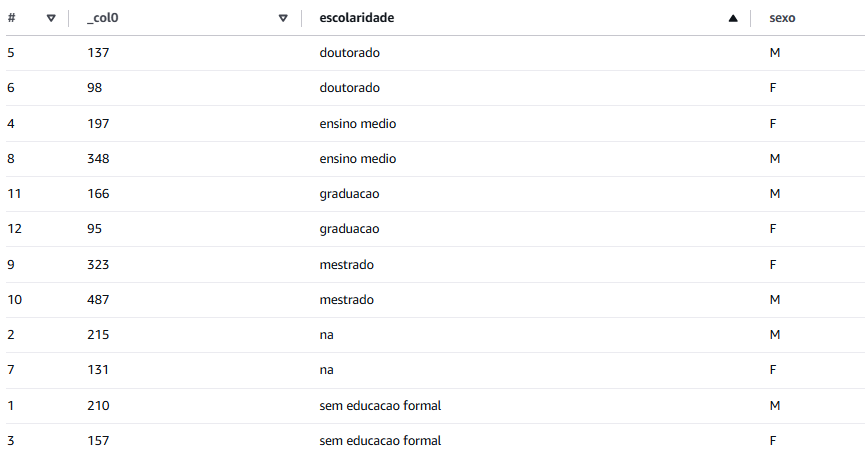 # _col0 escolaridade sexo
5 137 doutorado M
6 98 doutorado F
4 197 ensino medio F
8 348 ensino medio M
11 166 graduacao M
12 95 graduacao F
9 323 mestrado F
10 487 mestrado M
2 215 na M
7 131 na F
1 210 sem educacao formal M
3 157 sem educacao formal F